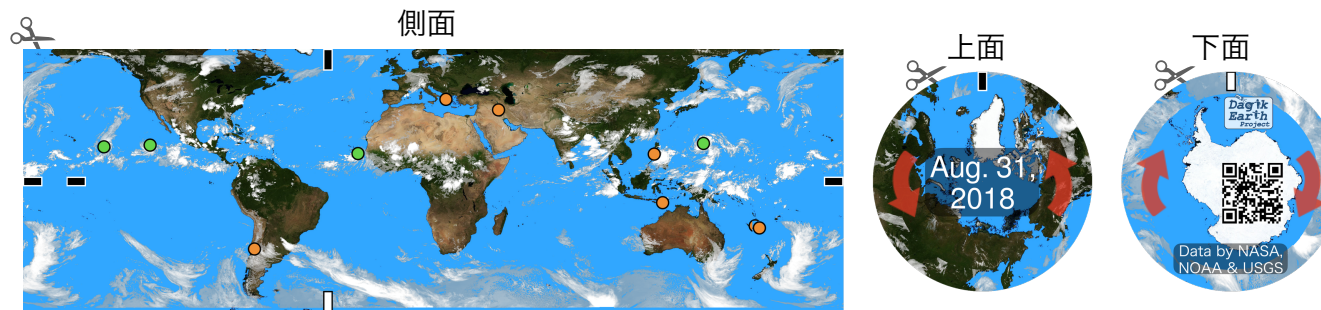 側面
上面
下面
Aug. 31,
2018
Dagik
Earth
Project
Data by NASA,
NOAA & USGS